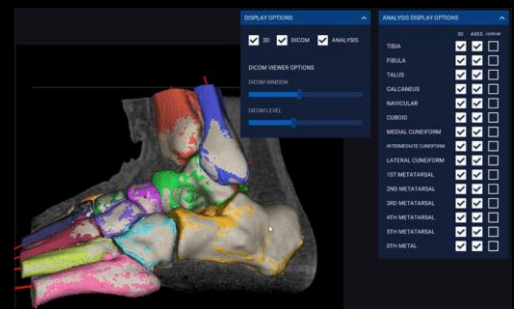 DISPLAY OPTIONS
3D DICOM ANALYSIS
DICOM VIEWER OPTIONS
DICOM WINDOW
DICOM LEVEL
ANALYSIS DISPLAY OPTIONS
3D AXES
TIBIA
FIBULA
TALUS
CALCANEUS
NAVICULAR
CUBOID
MEDIAL CUNEIFORM
INTERMEDIATE CUNEIFORM
LATERAL CUNEIFORM
1ST METATARSAL
2ND METATARSAL
3RD METATARSAL
4TH METATARSAL
5TH METATARSAL